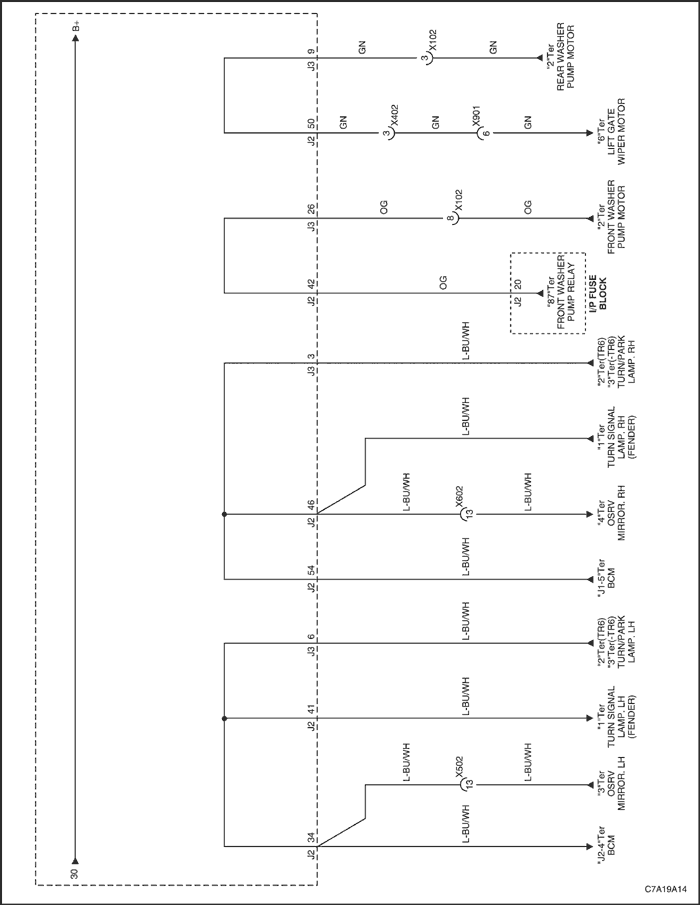 30
B+
J2 34
"J2-4"Ter
BCM
L-BU/WH
L-BU/WH
13
X502
L-BU/WH
"3"Ter
OSRV
MIRROR. LH
J2 41
L-BU/WH
"1"Ter
TURN SIGNAL
LAMP. LH
(FENDER)
J3 6
L-BU/WH
"2"Ter(TR6)
"3"Ter(-TR6)
TURN/PARK
LAMP. LH
J2 54
L-BU/WH
"J1-5"Ter
BCM
J2 46
L-BU/WH
13
X602
L-BU/WH
"4"Ter
OSRV
MIRROR. RH
L-BU/WH
"1"Ter
TURN SIGNAL
LAMP. RH
(FENDER)
J3 3
L-BU/WH
"2"Ter(TR6)
"3"Ter(-TR6)
TURN/PARK
LAMP. RH
J2 42
OG
J2 20
"87"Ter
FRONT WASHER
PUMP RELAY
I/P FUSE
BLOCK
J3 26
OG
8
X102
OG
"2"Ter
FRONT WASHER
PUMP MOTOR
J2 50
GN
3
X402
GN
6
X901
GN
"6"Ter
LIFT GATE
WIPER MOTOR
J3 9
GN
3
X102
GN
"2"Ter
REAR WASHER
PUMP MOTOR
C7A19A14